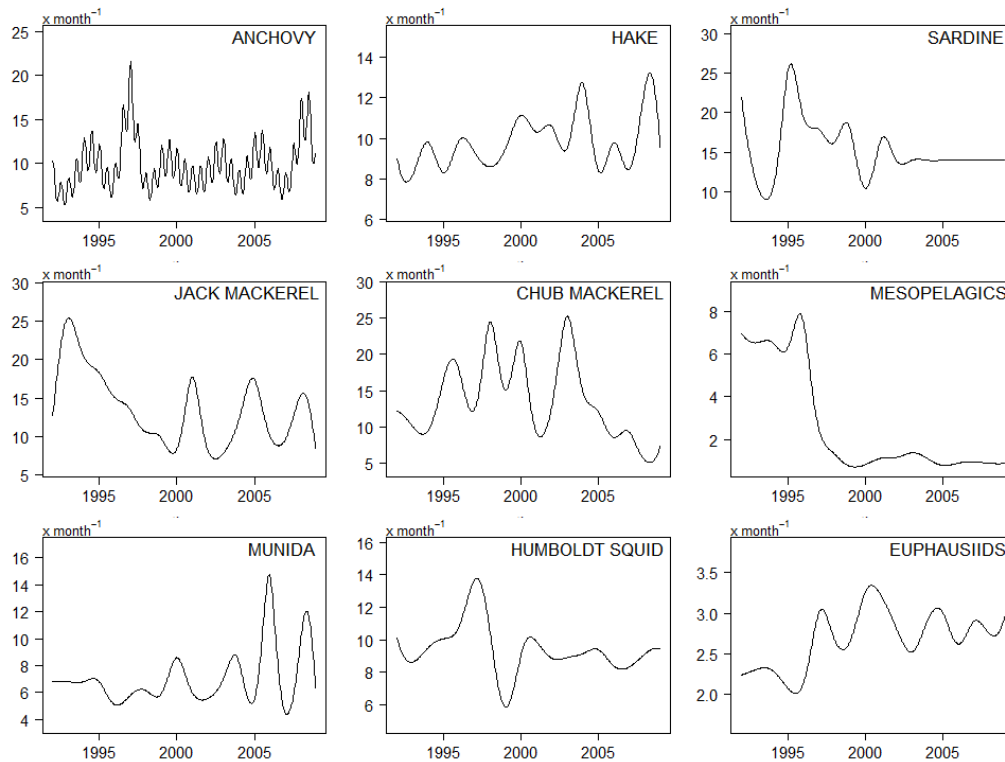 x month⁻¹
ANCHOVY
25
20
15
10
5
1995 2000 2005
x month⁻¹
HAKE
14
12
10
8
6
1995 2000 2005
x month⁻¹
SARDINE
30
25
20
15
10
1995 2000 2005
x month⁻¹
JACK MACKEREL
30
25
20
15
10
5
1995 2000 2005
x month⁻¹
CHUB MACKEREL
30
25
20
15
10
5
1995 2000 2005
x month⁻¹
MESOPELAGICS
8
6
4
2
1995 2000 2005
x month⁻¹
MUNIDA
16
14
12
10
8
6
4
1995 2000 2005
x month⁻¹
HUMBOLDT SQUID
16
14
12
10
8
6
1995 2000 2005
x month⁻¹
EUPHAUSIIDS
3.5
3.0
2.5
2.0
1995 2000 2005